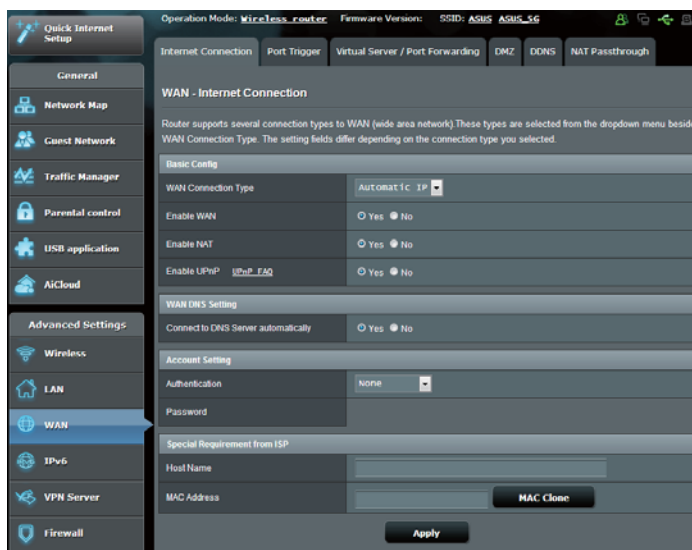 Quick Internet Setup
Operation Mode: Wireless router Firmware Version: SSID: ASUS ASUS_5G
Internet Connection Port Trigger Virtual Server / Port Forwarding DMZ DDNS NAT Passthrough
General
Network Map
Guest Network
Traffic Manager
Parental control
USB application
AiCloud
Advanced Settings
Wireless
LAN
WAN
IPv6
VPN Server
Firewall
WAN - Internet Connection
Router supports several connection types to WAN (wide area network).These types are selected from the dropdown menu beside
WAN Connection Type. The setting fields differ depending on the connection type you selected.
Basic Config
WAN Connection Type Automatic IP
Enable WAN Yes No
Enable NAT Yes No
Enable UPnP UPnP FAQ Yes No
WAN DNS Setting
Connect to DNS Server automatically Yes No
Account Setting
Authentication None
Password
Special Requirement from ISP
Host Name
MAC Address MAC Clone
Apply